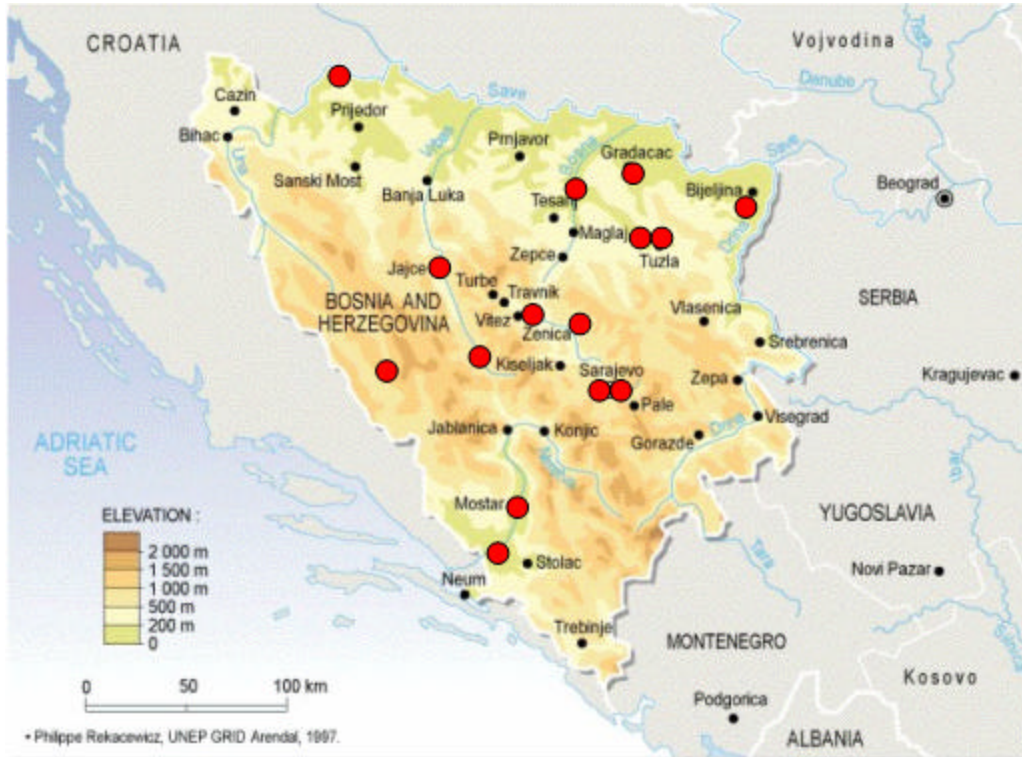 CROATIA
Vojvodina
Tisza
Danube
Save
Cazin
Prijedor
Bihac
Una
Vrbas
Prnjavor
Bosna
Gradacac
Save
Sanski Most
Banja Luka
Bijeljina
Beograd
Tesanj
Maglaj
Drina
Tuzla
Zepce
Jajce
Turbe
Travnik
BOSNIA AND
HERZEGOVINA
Vitez
Zenica
Vlasenica
SERBIA
Srebrenica
Kiseljak
Sarajevo
Zepa
Kragujevac
Pale
Visegrad
Jablanica
Konjic
Gorazde
Drina
ADRIATIC
SEA
Mostar
YUGOSLAVIA
ELEVATION :
2 000 m
1 500 m
1 000 m
500 m
200 m
0
Tara
Stolac
Neum
Novi Pazar
Trebinje
MONTENEGRO
Kosovo
0 50 100 km
Podgorica
• Philippe Rekacewicz, UNEP GRID Arendal, 1997.
ALBANIA